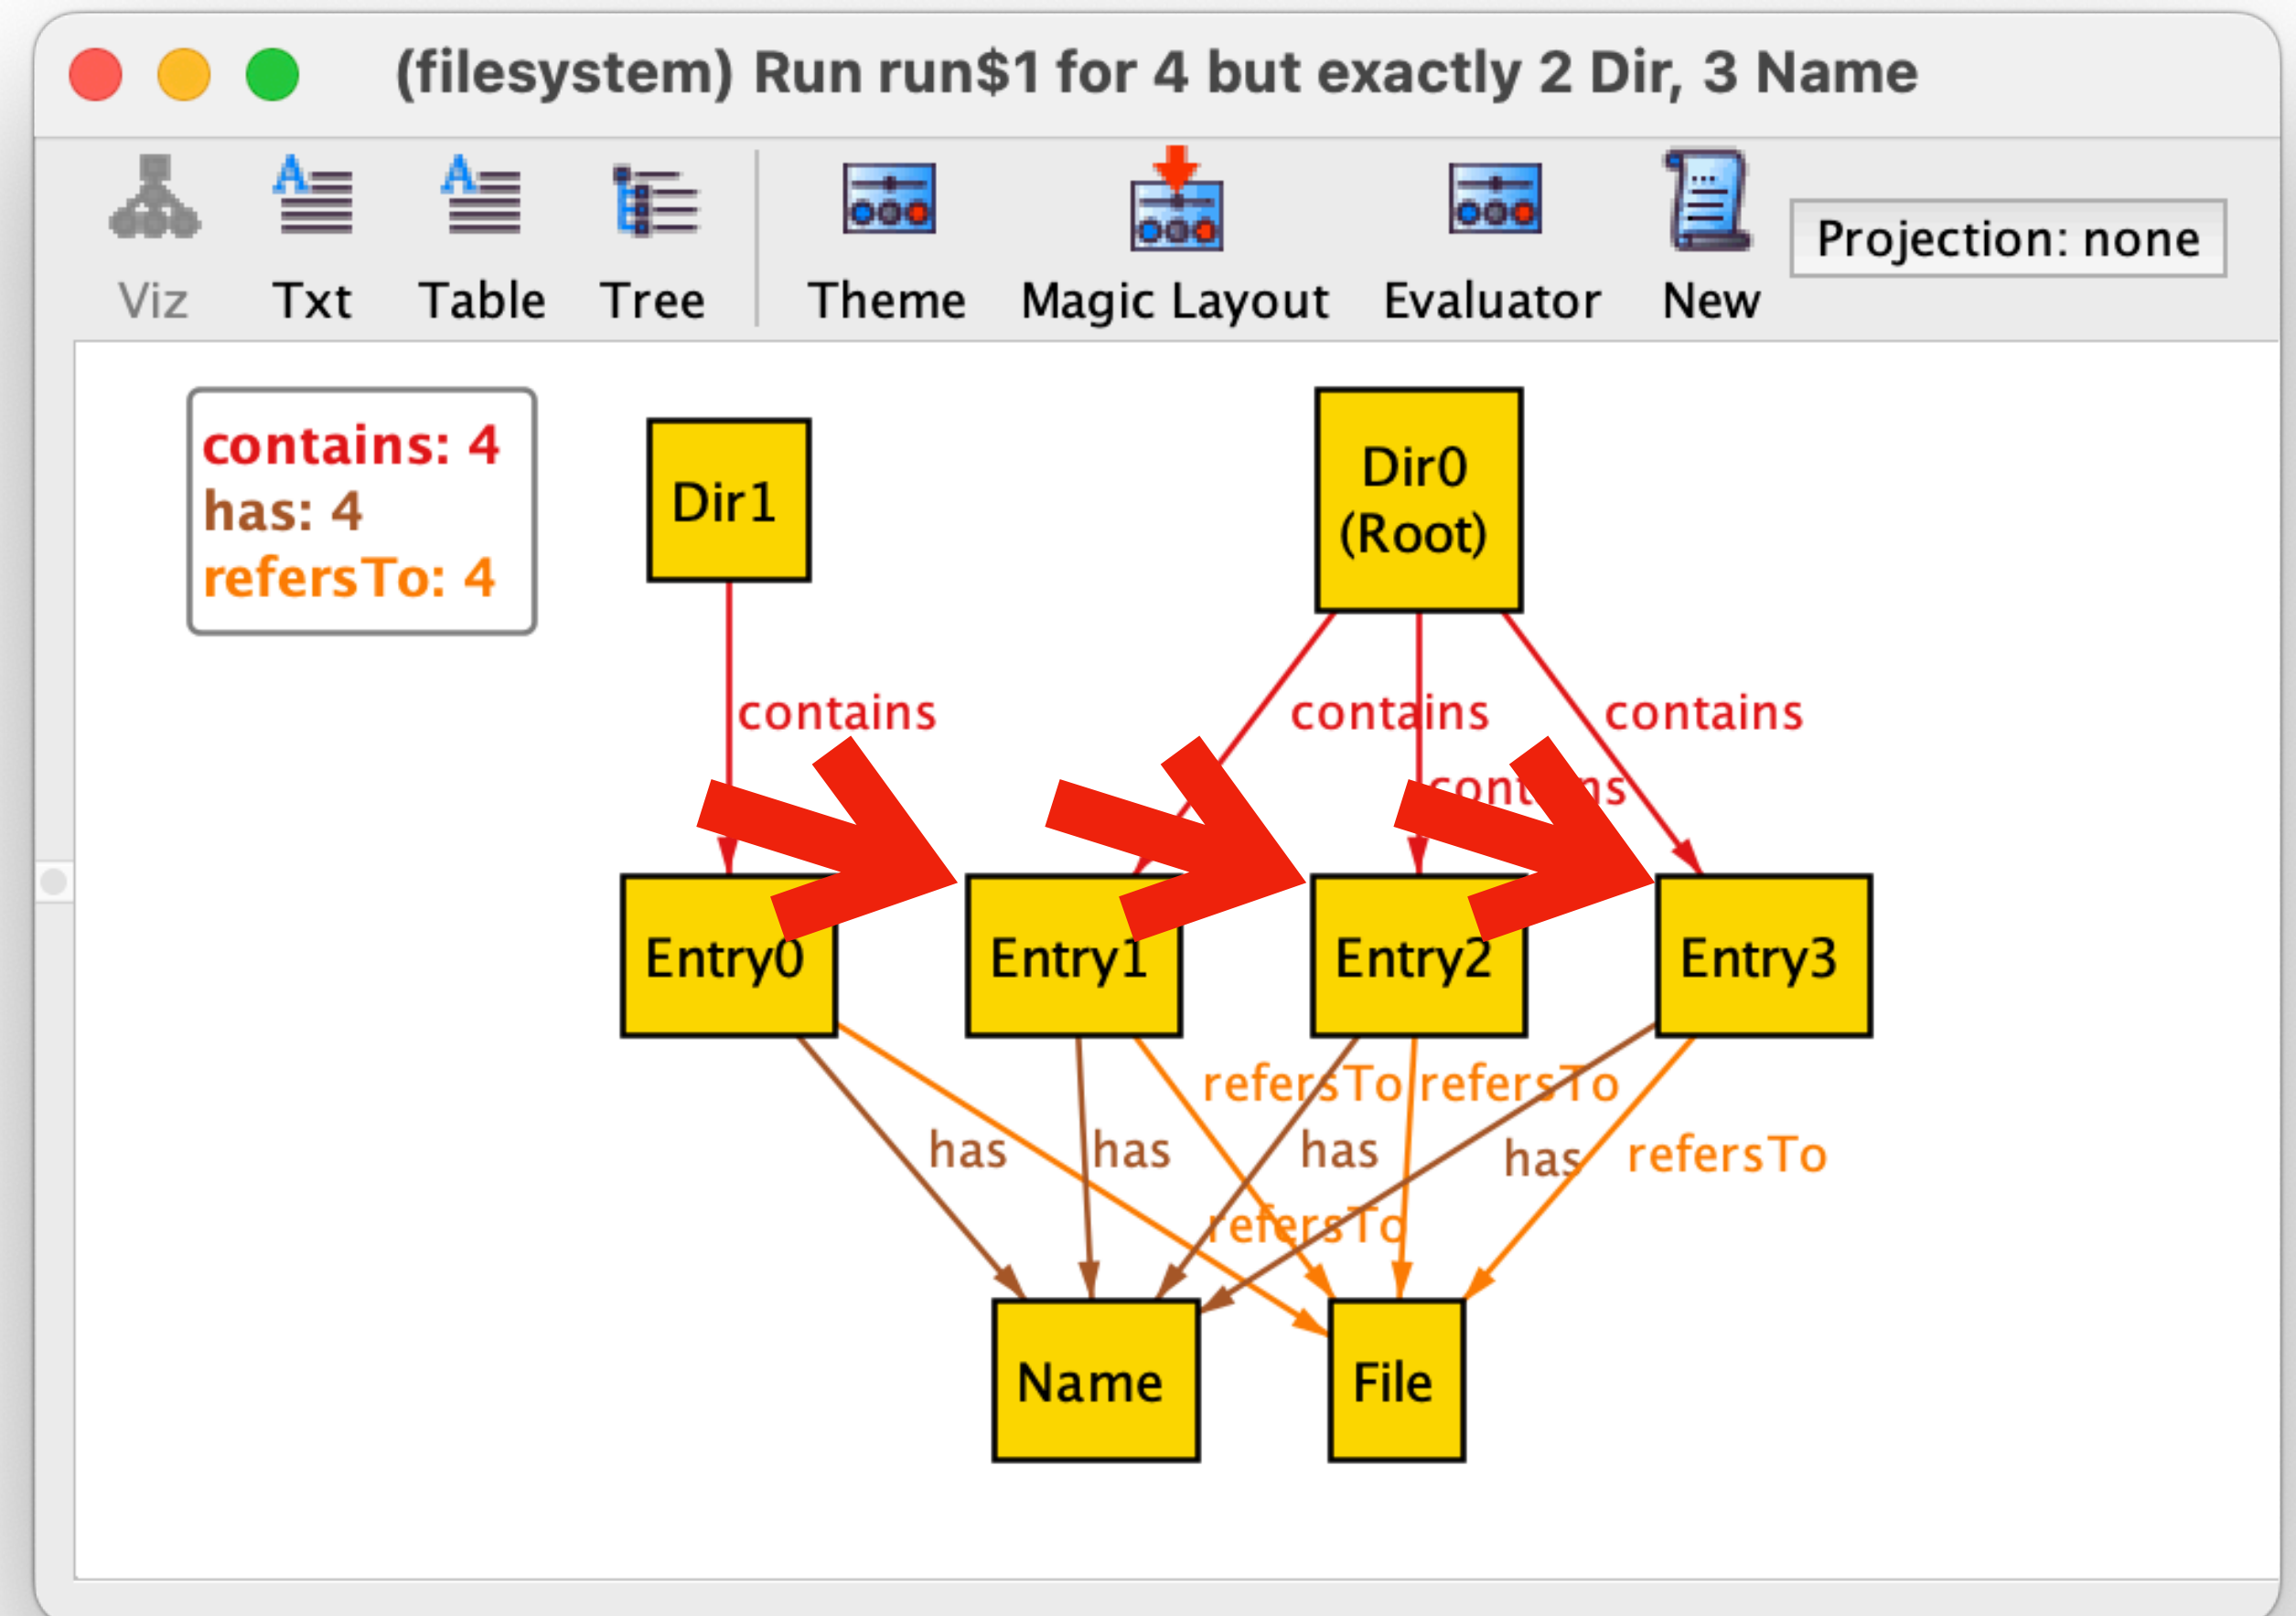 (filesystem) Run run$1 for 4 but exactly 2 Dir, 3 Name
Viz Txt Table Tree Theme Magic Layout Evaluator New Projection: none
contains: 4
has: 4
refersTo: 4
Dir1
Dir0
(Root)
contains contains contains
contains
Entry0 Entry1 Entry2 Entry3
refersTo refersTo
has has has has refersTo
refersTo
Name File